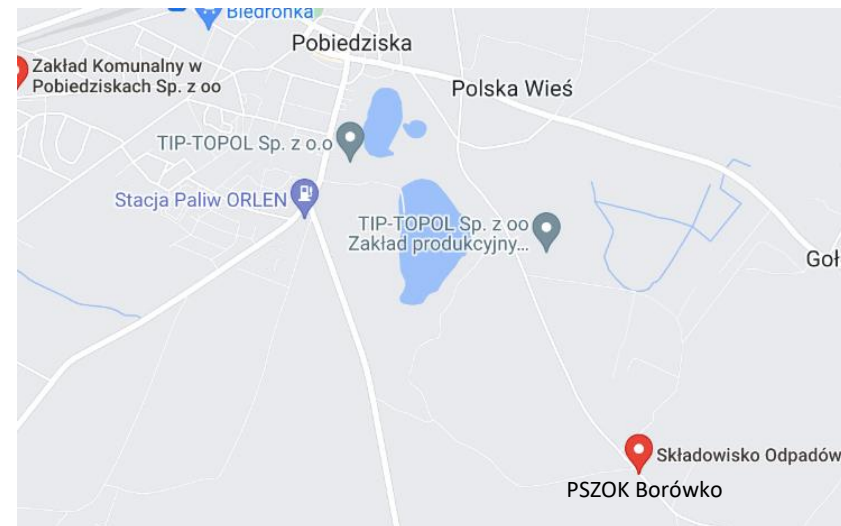 Biedronka
Pobiedziska
Zakład Komunalny w
Pobiedziskach Sp. z oo
Polska Wieś
TIP-TOPOL Sp. z o.o
Stacja Paliw ORLEN
TIP-TOPOL Sp. z oo
Zakład produkcyjny...
Goł
Składowisko Odpadów
PSZOK Borówko